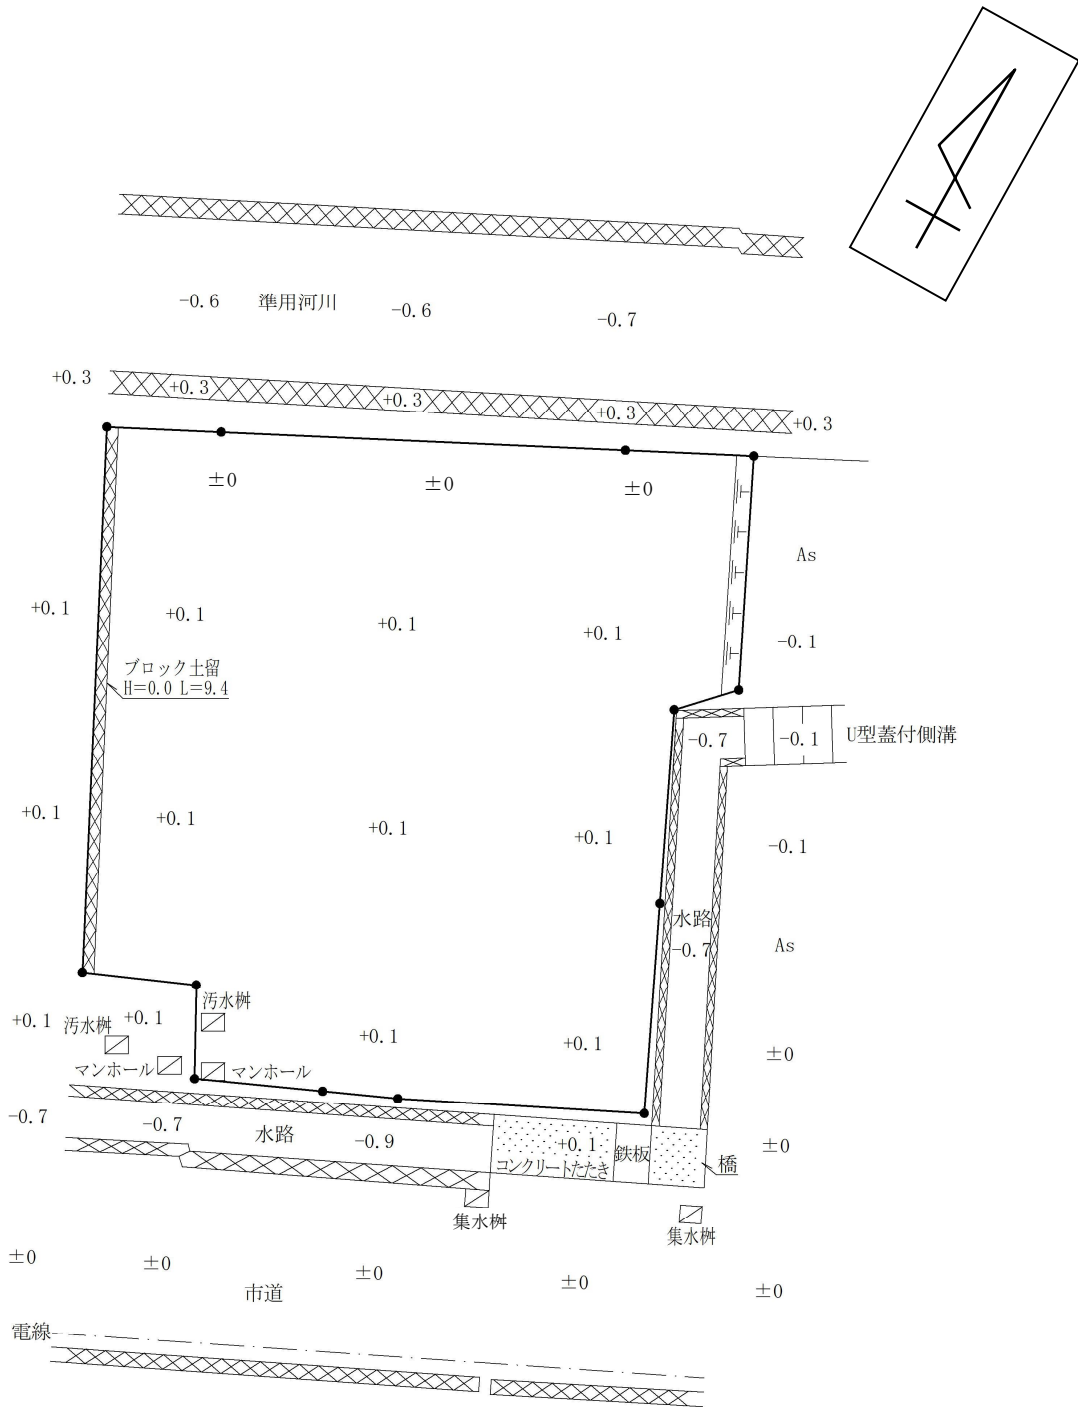 -0.6 準用河川 -0.6
-0.7
+0.3
+0.3
+0.3
+0.3
+0.3
±0
±0
±0
As
+0.1
+0.1
+0.1
+0.1
-0.1
ブロック土留
H=0.0 L=9.4
-0.7
-0.1
U型蓋付側溝
+0.1
+0.1
+0.1
+0.1
-0.1
水路
-0.7
As
汚水桝
+0.1
汚水桝
+0.1
+0.1
+0.1
±0
マンホール
マンホール
-0.7
-0.7
水路
-0.9
+0.1
コンクリートたたき
鉄板
橋
±0
集水桝
集水桝
±0
±0
±0
±0
±0
市道
電線